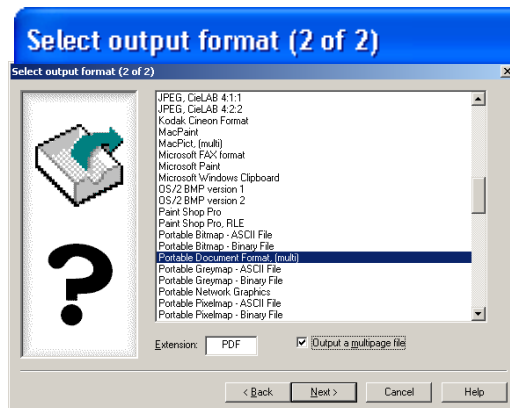 Select output format (2 of 2)
Select output format (2 of 2)
JPEG, CieLAB 4:1:1
JPEG, CieLAB 4:2:2
Kodak Cineon Format
MacPaint
MacPict, (multi)
Microsoft FAX format
Microsoft Paint
Microsoft Windows Clipboard
OS/2 BMP version 1
OS/2 BMP version 2
Paint Shop Pro
Paint Shop Pro, RLE
Portable Bitmap - ASCII File
Portable Bitmap - Binary File
Portable Document Format, (multi)
Portable Greymap - ASCII File
Portable Greymap - Binary File
Portable Network Graphics
Portable Pixelmap - ASCII File
Portable Pixelmap - Binary File
Extension: PDF Output a multipage file
< Back Next > Cancel Help